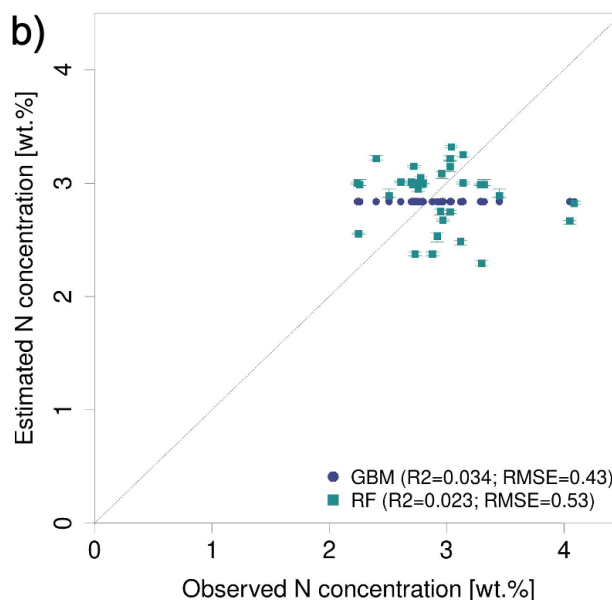 b)
Estimated N concentration [wt.%]
4
3
2
1
0
GBM (R2=0.034; RMSE=0.43)
RF (R2=0.023; RMSE=0.53)
0 1 2 3 4
Observed N concentration [wt.%]